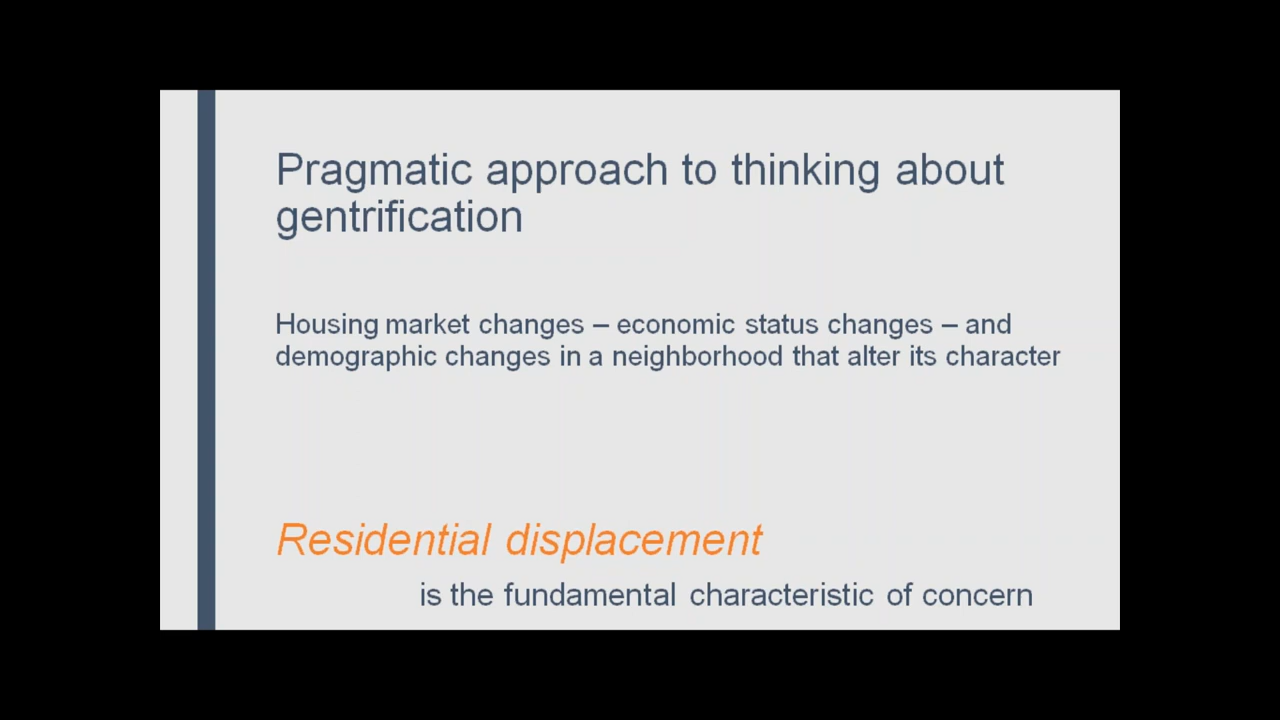 Pragmatic approach to thinking about
gentrification
Housing market changes – economic status changes – and
demographic changes in a neighborhood that alter its character
Residential displacement
is the fundamental characteristic of concern